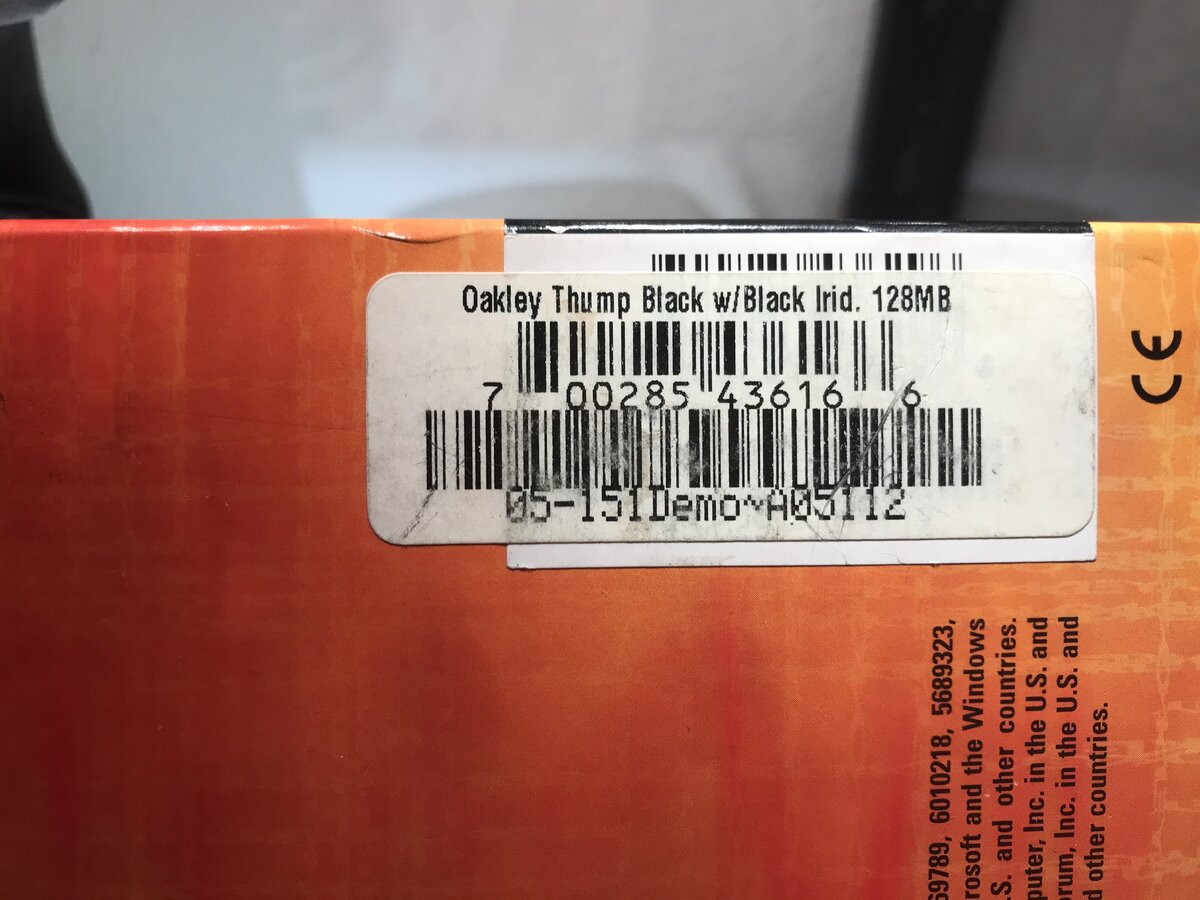 Oakley Thump Black w/Black Irid. 128MB
7 00285 43616 6
05-151Demo~A05112
CE
69789, 6010218, 5689323,
rosoft and the Windows
.S. and other countries.
puter, Inc. in the U.S. and
orum, Inc. in the U.S. and
d other countries.